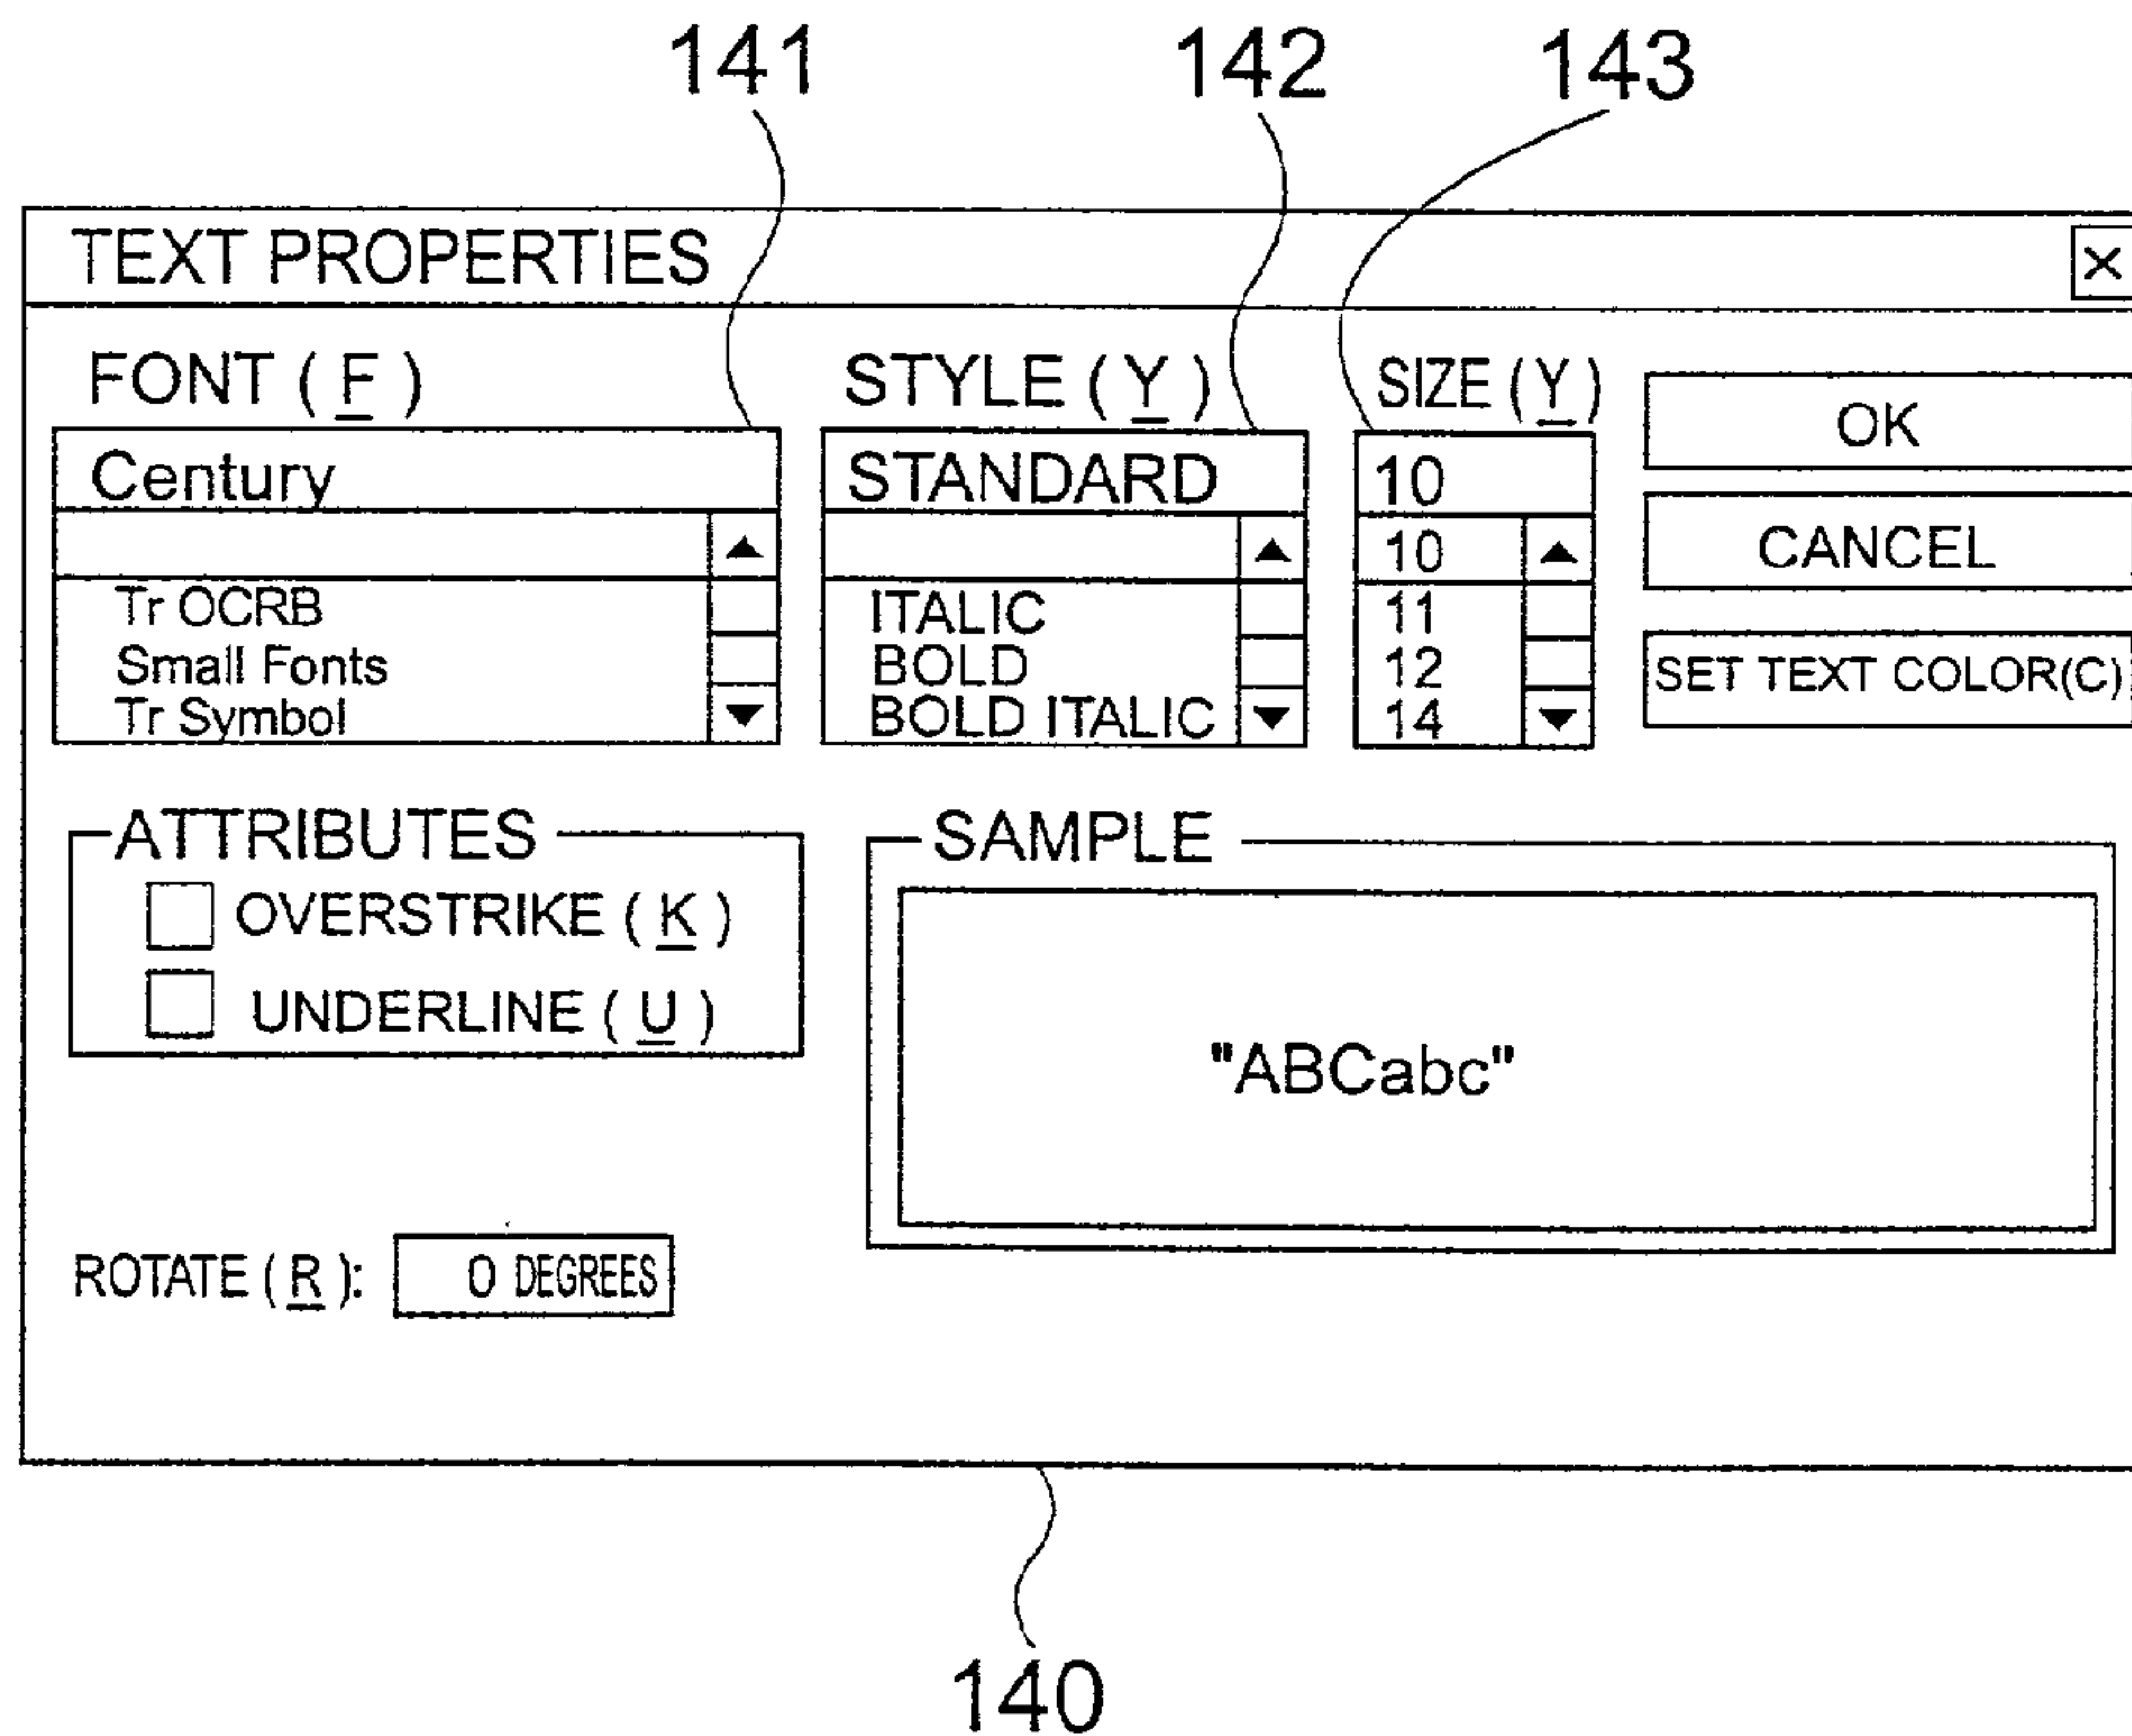 141 142 143
TEXT PROPERTIES ×
FONT ( F ) STYLE ( Y ) SIZE ( Y )
OK
Century STANDARD 10
10 CANCEL
Tr OCRB ITALIC 11
Small Fonts BOLD 12 SET TEXT COLOR(C)
Tr Symbol BOLD ITALIC 14
ATTRIBUTES SAMPLE
OVERSTRIKE ( K )
UNDERLINE ( U )
"ABCabc"
ROTATE ( R ): 0 DEGREES
140